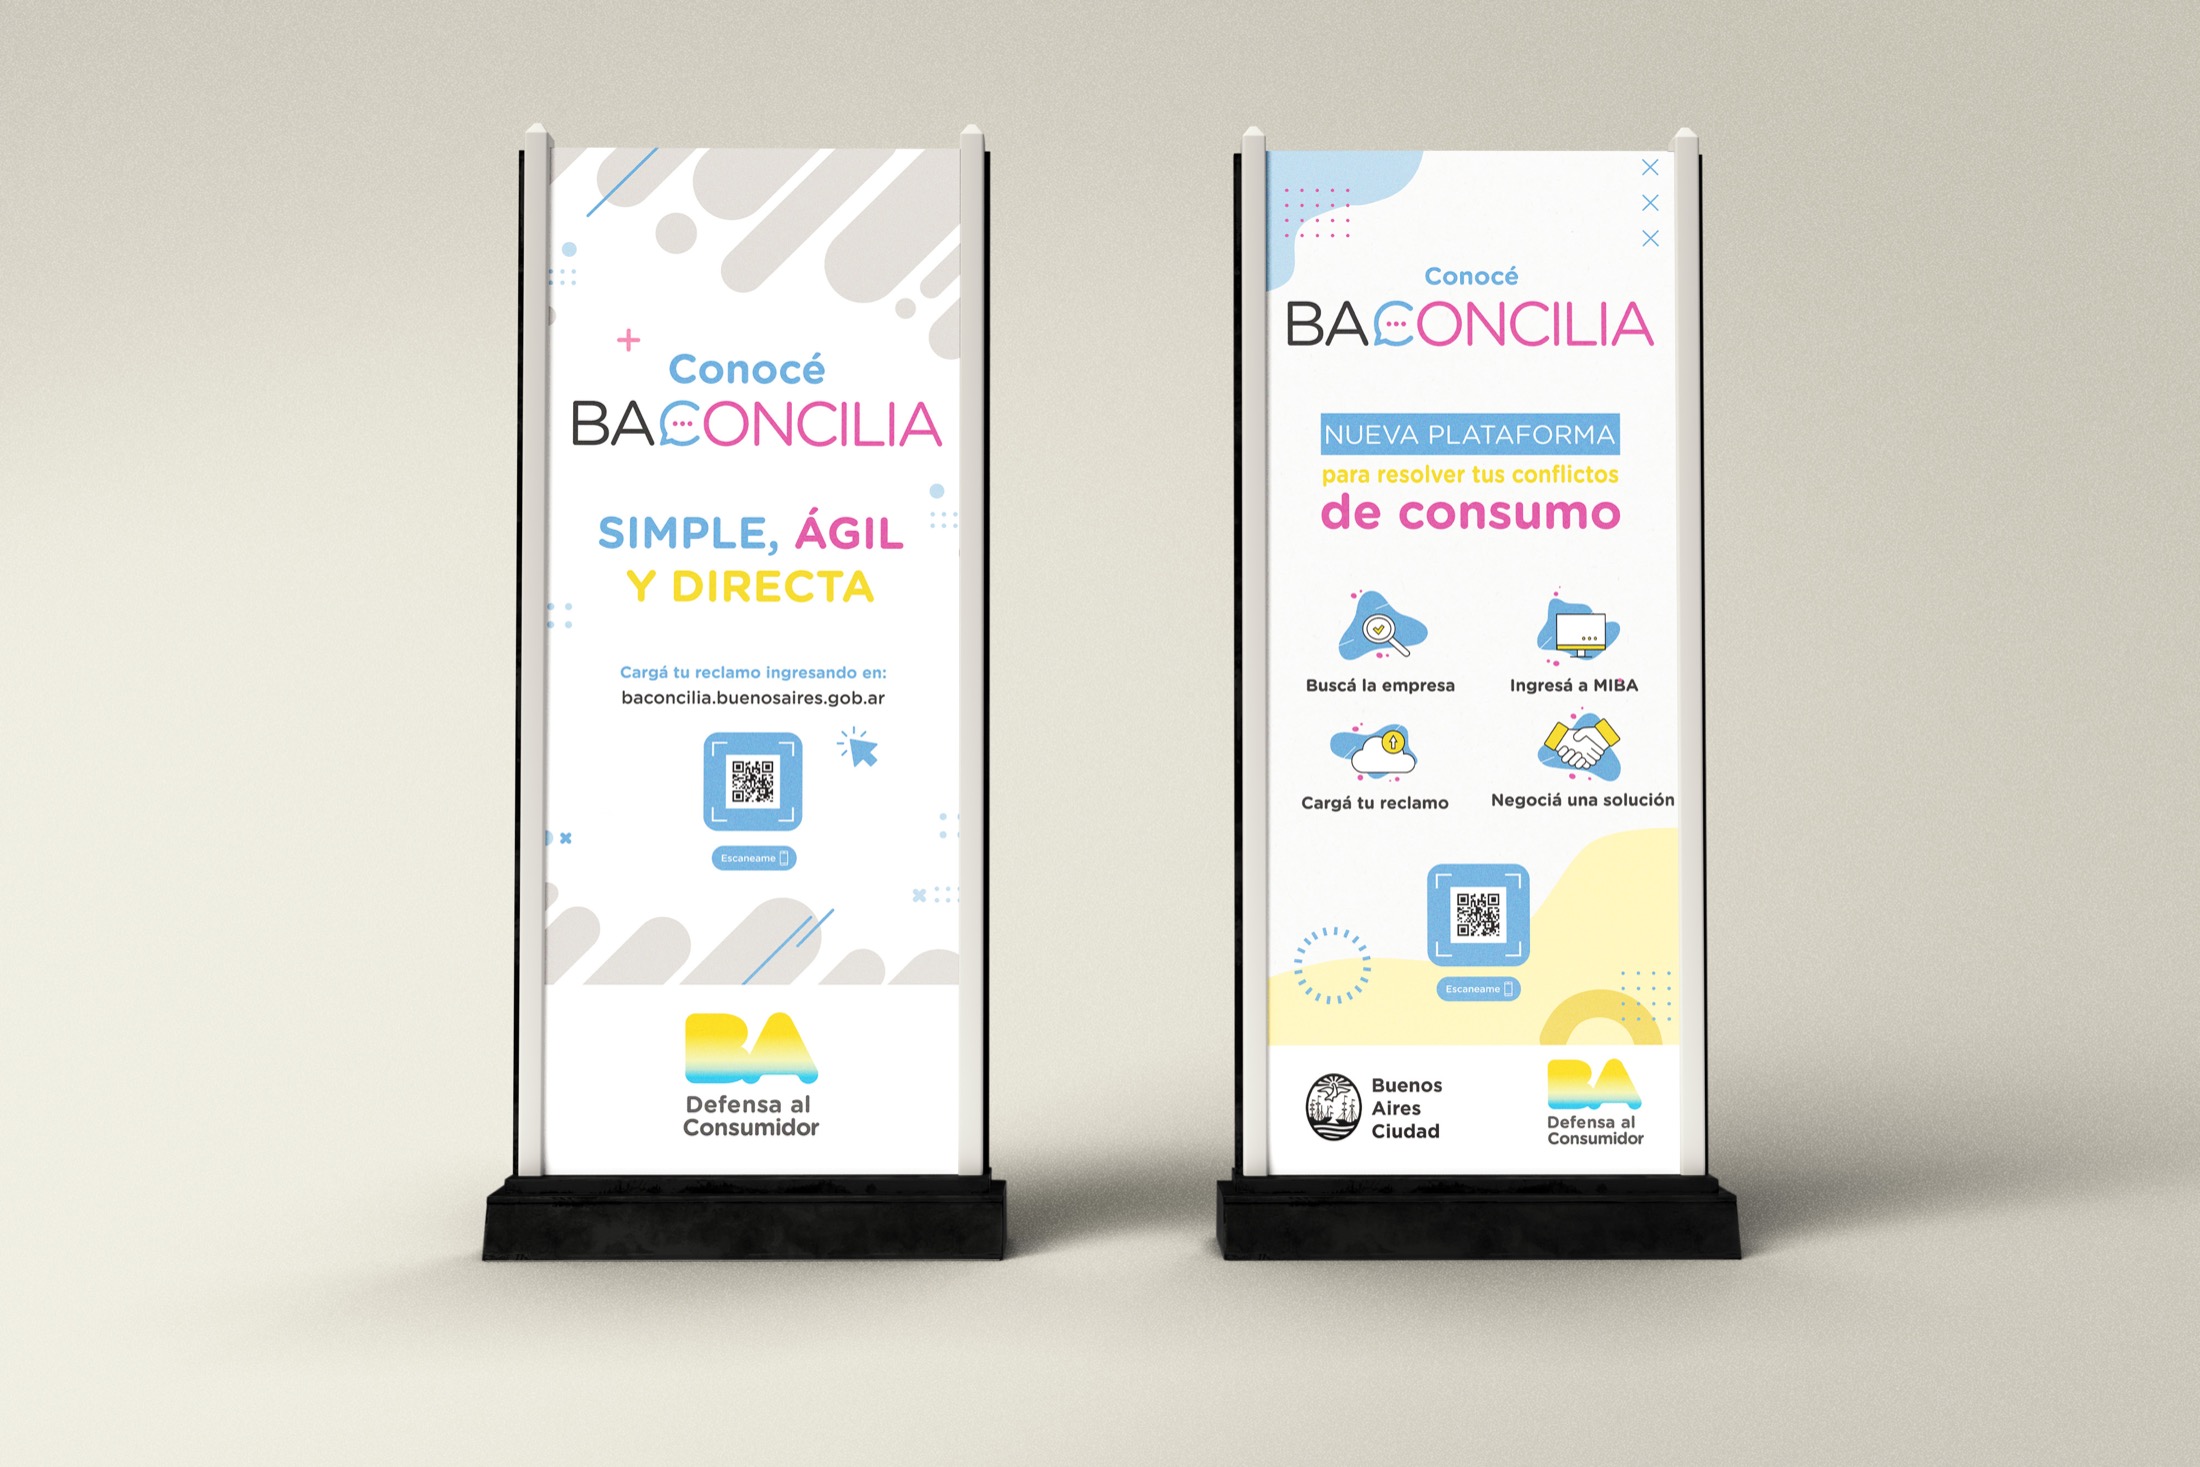 Conocé
BACONCILIA
SIMPLE, ÁGIL
Y DIRECTA
Cargá tu reclamo ingresando en:
baconcilia.buenosaires.gob.ar
Escaneame
BA
Defensa al
Consumidor
Conocé
BACONCILIA
NUEVA PLATAFORMA
para resolver tus conflictos
de consumo
Buscá la empresa
Ingresá a MIBA
Cargá tu reclamo
Negociá una solución
Escaneame
Buenos
Aires
Ciudad
BA
Defensa al
Consumidor